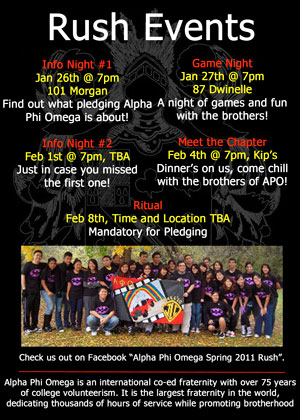 Rush Events
Info Night #1
Jan 26th @ 7pm
101 Morgan
Find out what pledging Alpha
Phi Omega is about!
Game Night
Jan 27th @ 7pm
87 Dwinelle
A night of games and fun
with the brothers!
Info Night #2
Feb 1st @ 7pm, TBA
Just in case you missed
the first one!
Meet the Chapter
Feb 4th @ 7pm, Kip's
Dinner's on us, come chill
with the brothers of APO!
Ritual
Feb 8th, Time and Location TBA
Mandatory for Pledging
Check us out on Facebook "Alpha Phi Omega Spring 2011 Rush".
Alpha Phi Omega is an international co-ed fraternity with over 75 years
of college volunteerism. It is the largest fraternity in the world,
dedicating thousands of hours of service while promoting brotherhood